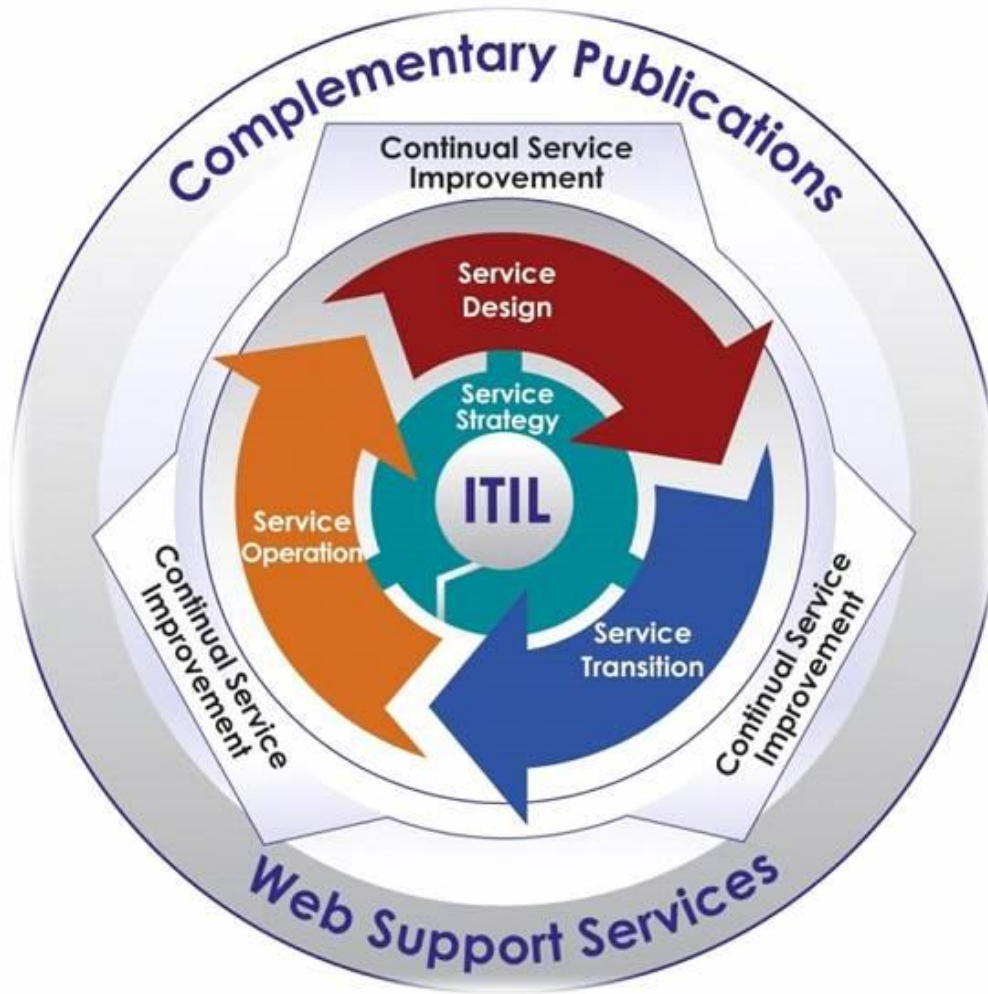 Complementary Publications
Continual Service
Improvement
Service
Design
Service
Strategy
ITIL
Service
Operation
Service
Transition
Continual Service
Improvement
Continual Service
Improvement
Web Support Services